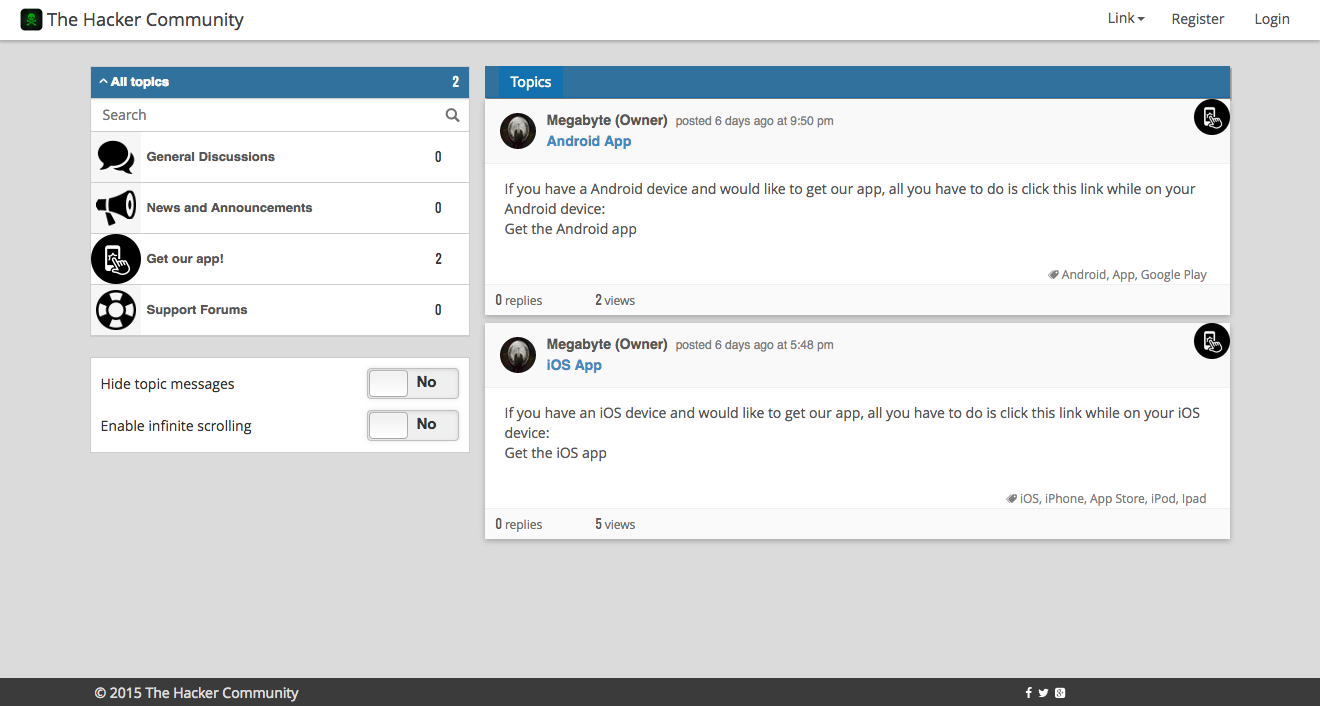 The Hacker Community
Link
Register
Login
All topics
2
Search
General Discussions
0
News and Announcements
0
Get our app!
2
Support Forums
0
Hide topic messages
No
Enable infinite scrolling
No
Topics
Megabyte (Owner) posted 6 days ago at 9:50 pm
Android App
If you have a Android device and would like to get our app, all you have to do is click this link while on your
Android device:
Get the Android app
Android, App, Google Play
0 replies
2 views
Megabyte (Owner) posted 6 days ago at 5:48 pm
iOS App
If you have an iOS device and would like to get our app, all you have to do is click this link while on your iOS
device:
Get the iOS app
iOS, iPhone, App Store, iPod, Ipad
0 replies
5 views
© 2015 The Hacker Community